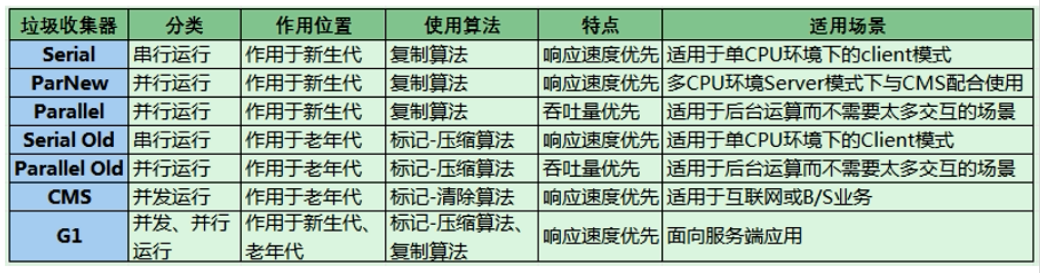 垃圾收集器 分类 作用位置 使用算法 特点 适用场景
Serial 串行运行 作用于新生代 复制算法 响应速度优先 适用于单CPU环境下的client模式
ParNew 并行运行 作用于新生代 复制算法 响应速度优先 多CPU环境Server模式下与CMS配合使用
Parallel 并行运行 作用于新生代 复制算法 吞吐量优先 适用于后台运算而不需要太多交互的场景
Serial Old 串行运行 作用于老年代 标记-压缩算法 响应速度优先 适用于单CPU环境下的Client模式
Parallel Old 并行运行 作用于老年代 标记-压缩算法 吞吐量优先 适用于后台运算而不需要太多交互的场景
CMS 并发运行 作用于老年代 标记-清除算法 响应速度优先 适用于互联网或B/S业务
G1 并发、并行 作用于新生代、 标记-压缩算法、 响应速度优先 面向服务端应用
运行 老年代 复制算法